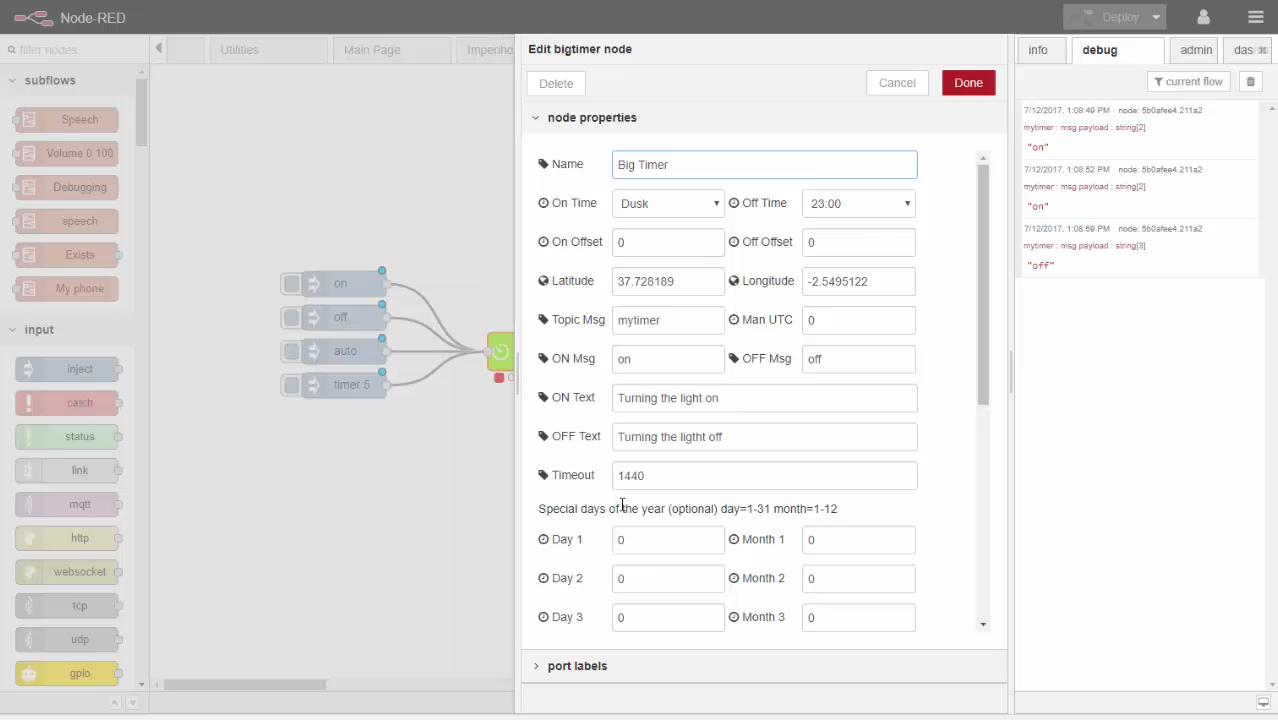 Node-RED
Deploy
filter nodes
Utilities
Main Page
Impenho
subflows
Speech
Volume 0 100
Debugging
speech
Exists
My phone
input
inject
catch
status
link
mqtt
http
websocket
tcp
udp
gpio
on
off
auto
timer 5
Edit bigtimer node
Delete
Cancel
Done
node properties
Name Big Timer
On Time Dusk Off Time 23:00
On Offset 0 Off Offset 0
Latitude 37.728189 Longitude -2.5495122
Topic Msg mytimer Man UTC 0
ON Msg on OFF Msg off
ON Text Turning the light on
OFF Text Turning the ligtht off
Timeout 1440
Special days of the year (optional) day=1-31 month=1-12
Day 1 0 Month 1 0
Day 2 0 Month 2 0
Day 3 0 Month 3 0
port labels
info debug admin das
current flow
7/12/2017, 1:08:49 PM node: 5b0afee4.211a2
mytimer : msg.payload : string[2]
"on"
7/12/2017, 1:08:52 PM node: 5b0afee4.211a2
mytimer : msg.payload : string[2]
"on"
7/12/2017, 1:08:59 PM node: 5b0afee4.211a2
mytimer : msg.payload : string[3]
"off"